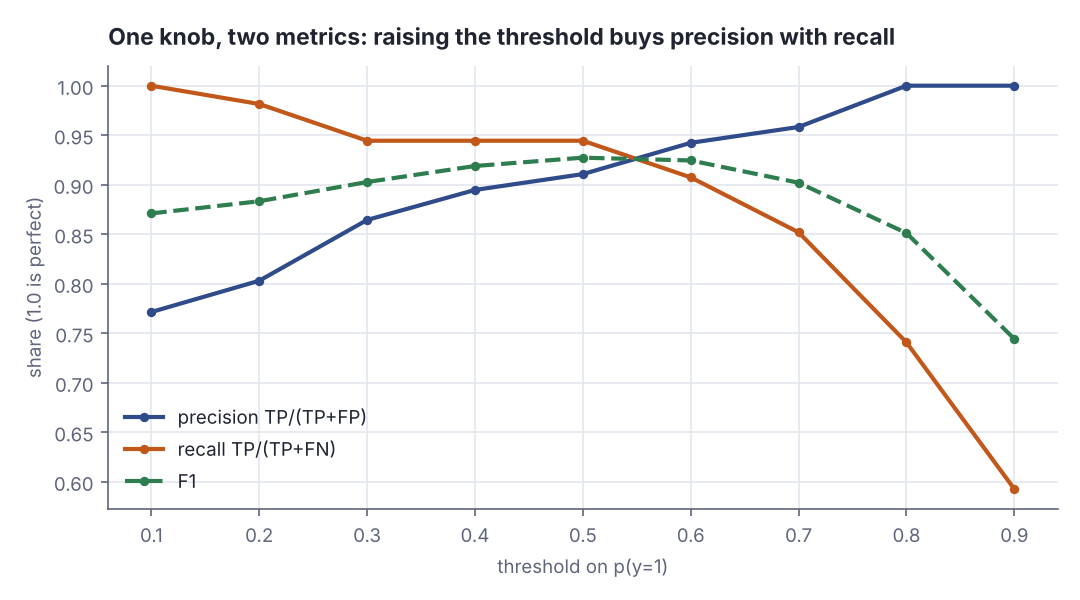 One knob, two metrics: raising the threshold buys precision with recall
share (1.0 is perfect)
1.00
0.95
0.90
0.85
0.80
0.75
0.70
0.65
0.60
precision TP/(TP+FP)
recall TP/(TP+FN)
F1
0.1 0.2 0.3 0.4 0.5 0.6 0.7 0.8 0.9
threshold on p(y=1)